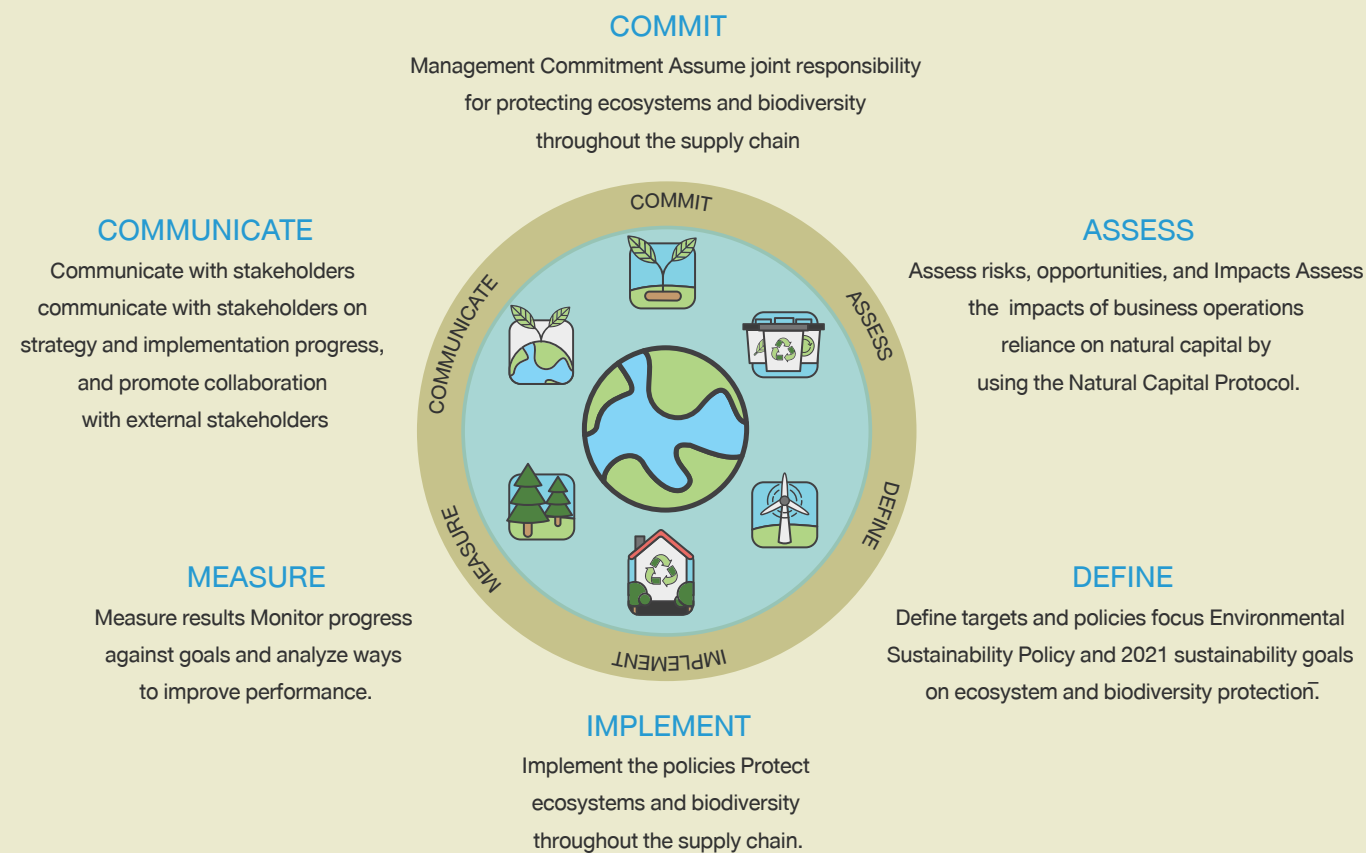 COMMIT
Management Commitment Assume joint responsibility
for protecting ecosystems and biodiversity
throughout the supply chain
COMMUNICATE
Communicate with stakeholders
communicate with stakeholders on
strategy and implementation progress,
and promote collaboration
with external stakeholders
ASSESS
Assess risks, opportunities, and Impacts Assess
the impacts of business operations
reliance on natural capital by
using the Natural Capital Protocol.
COMMIT
ASSESS
DEFINE
IMPLEMENT
MEASURE
COMMUNICATE
MEASURE
Measure results Monitor progress
against goals and analyze ways
to improve performance.
DEFINE
Define targets and policies focus Environmental
Sustainability Policy and 2021 sustainability goals
on ecosystem and biodiversity protection.
IMPLEMENT
Implement the policies Protect
ecosystems and biodiversity
throughout the supply chain.